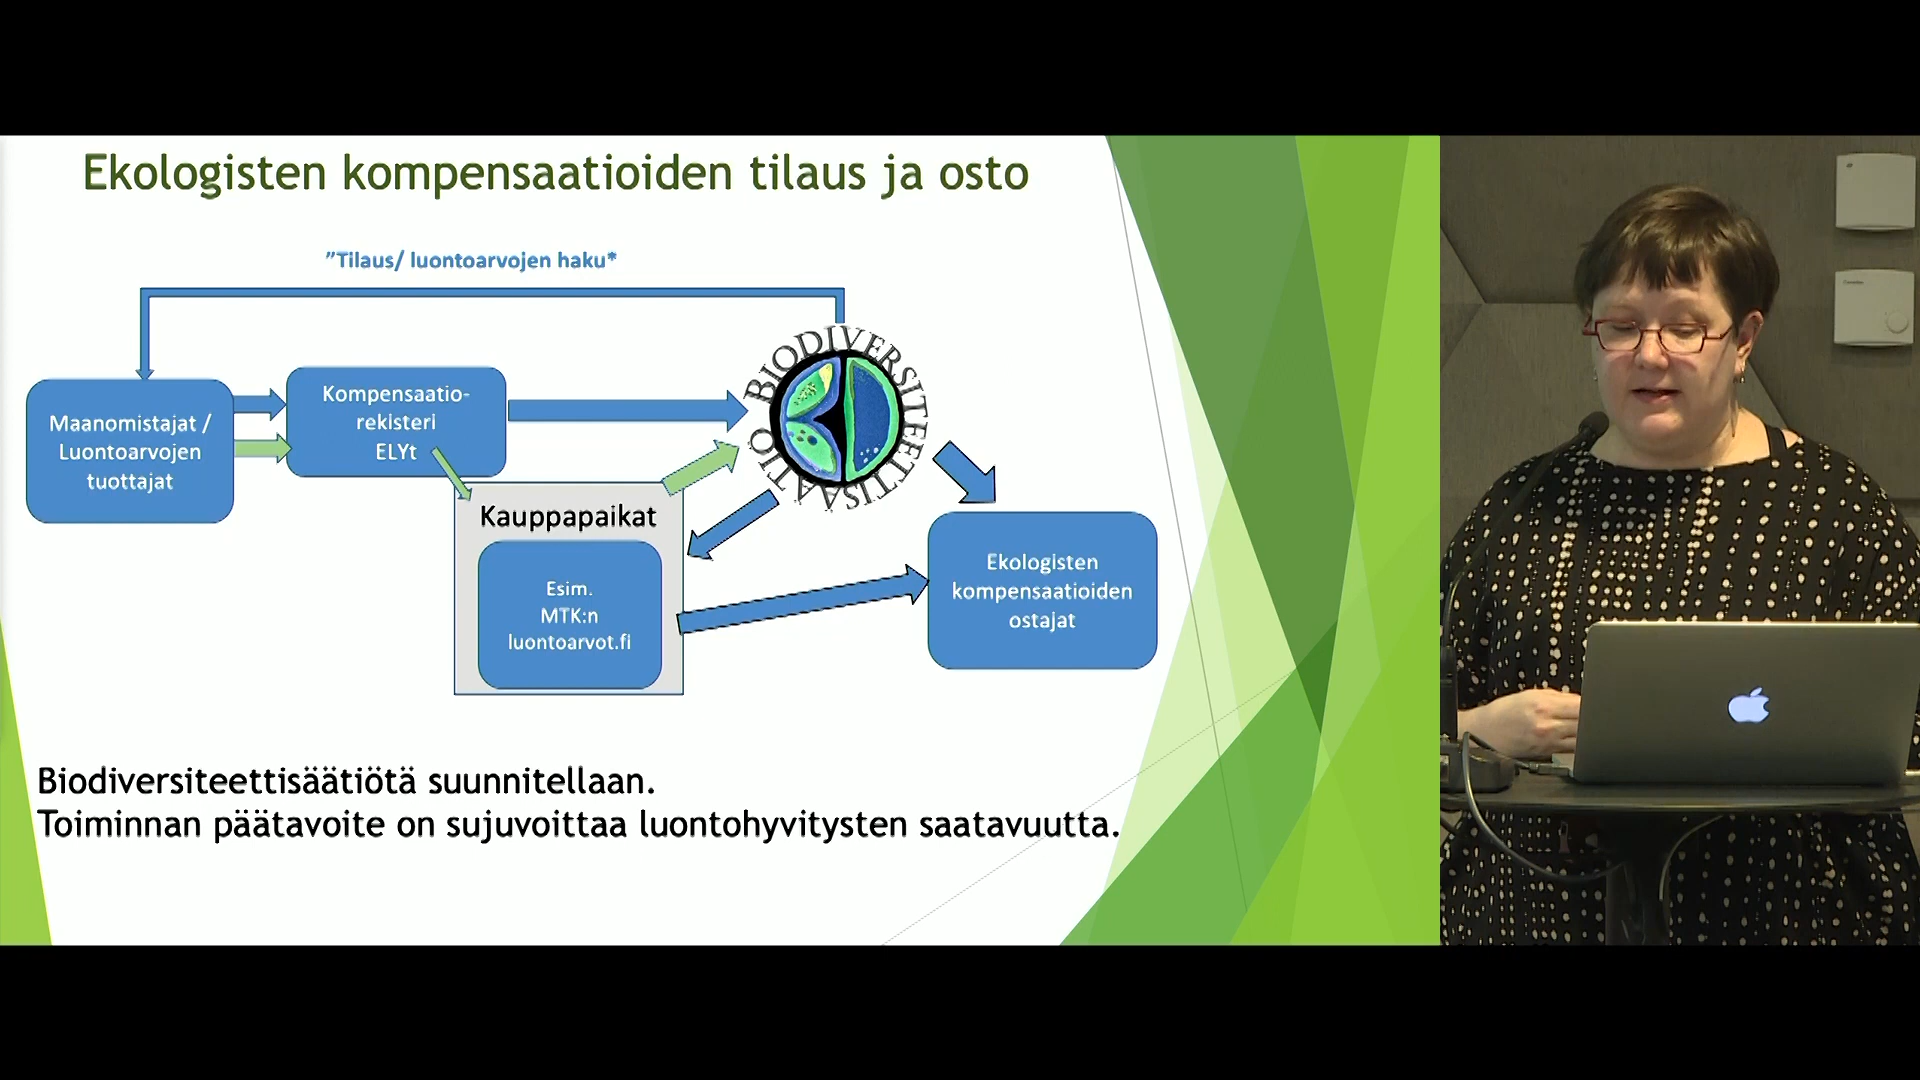 Ekologisten kompensaatioiden tilaus ja osto
”Tilaus/ luontoarvojen haku*
Maanomistajat /
Luontoarvojen
tuottajat
Kompensaatio-
rekisteri
ELYt
BIODIVERSITEETTISAATIO
Kauppapaikat
Esim.
MTK:n
luontoarvot.fi
Ekologisten
kompensaatioiden
ostajat
Biodiversiteettisäätiötä suunnitellaan.
Toiminnan päätavoite on sujuvoittaa luontohyvitysten saatavuutta.